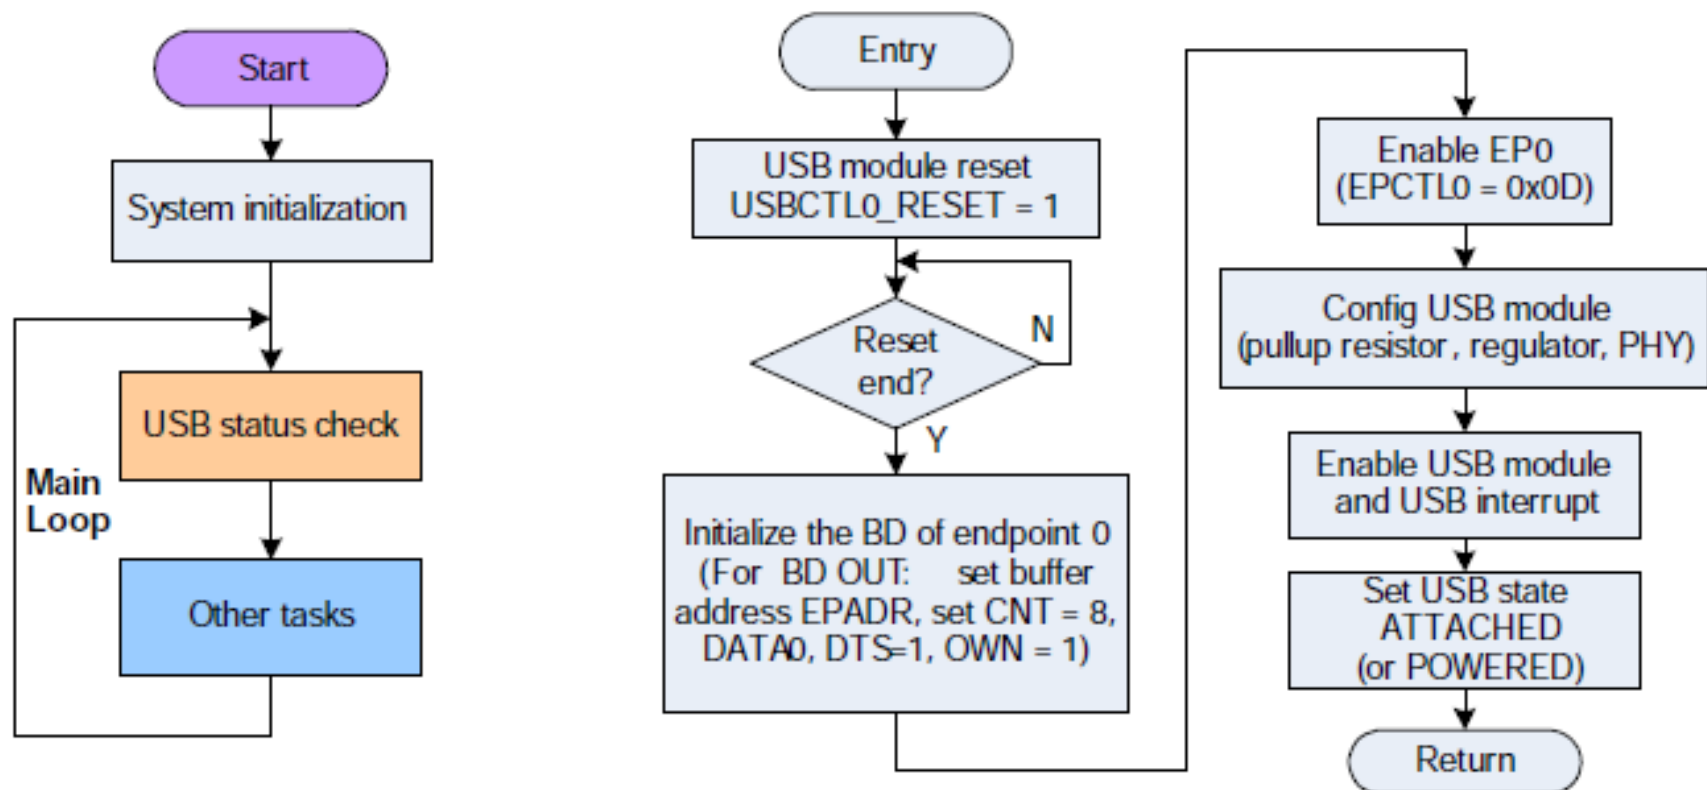 Start
System initialization
USB status check
Main
Loop
Other tasks
Entry
USB module reset
USBCTL0_RESET = 1
Reset
end?
N
Y
Initialize the BD of endpoint 0
(For BD OUT: set buffer
address EPADR, set CNT = 8,
DATA0, DTS=1, OWN = 1)
Enable EP0
(EPCTL0 = 0x0D)
Config USB module
(pullup resistor, regulator, PHY)
Enable USB module
and USB interrupt
Set USB state
ATTACHED
(or POWERED)
Return